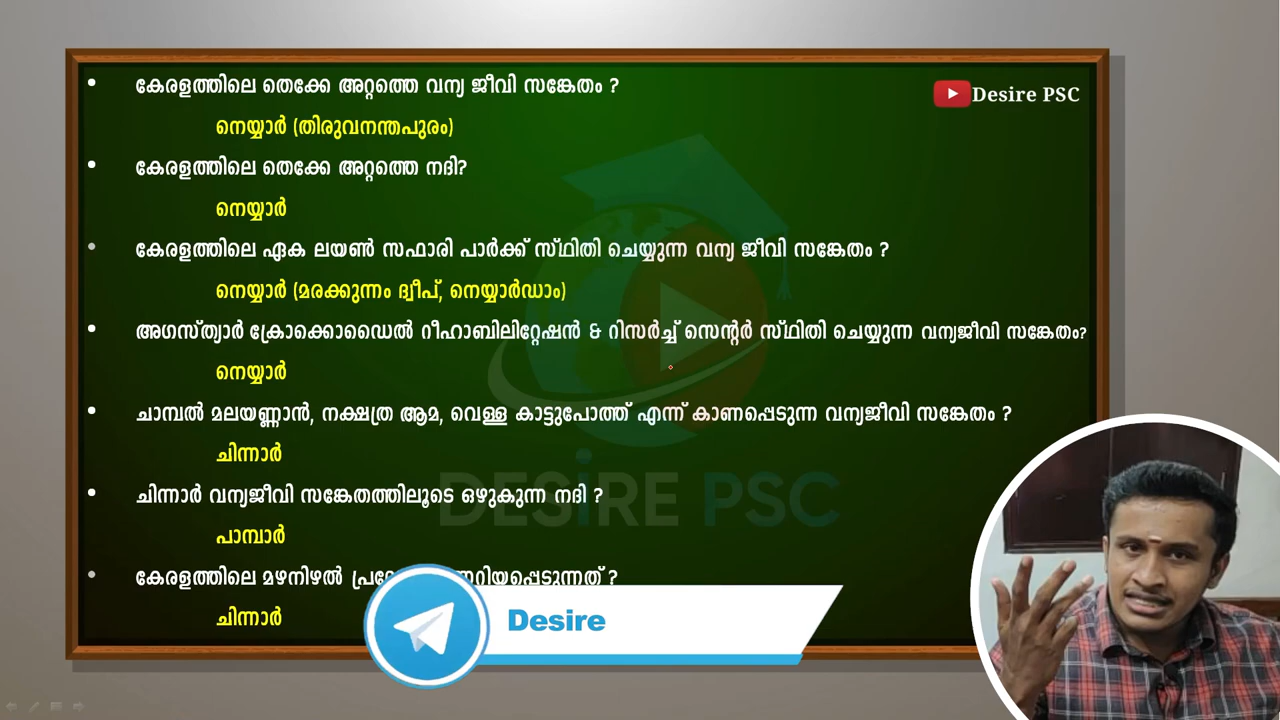 കേരളത്തിലെ തെക്കേ അറ്റത്തെ വന്യ ജീവി സങ്കേതം ?
Desire PSC
നെയ്യാർ (തിരുവനന്തപുരം)
കേരളത്തിലെ തെക്കേ അറ്റത്തെ നദി?
നെയ്യാർ
കേരളത്തിലെ ഏക ലയൺ സഫാരി പാർക്ക് സ്ഥിതി ചെയ്യുന്ന വന്യ ജീവി സങ്കേതം ?
നെയ്യാർ (മരക്കുന്നം ദ്വീപ്, നെയ്യാർഡാം)
അഗസ്ത്യാർ ക്രോക്കൊഡൈൽ റീഹാബിലിറ്റേഷൻ & റിസർച്ച് സെന്റർ സ്ഥിതി ചെയ്യുന്ന വന്യജീവി സങ്കേതം?
നെയ്യാർ
ചാമ്പൽ മലയണ്ണാൻ, നക്ഷത്ര ആമ, വെള്ള കാട്ടുപോത്ത് എന്ന് കാണപ്പെടുന്ന വന്യജീവി സങ്കേതം ?
ചിന്നാർ
ചിന്നാർ വന്യജീവി സങ്കേതത്തിലൂടെ ഒഴുകുന്ന നദി ?
DESiRE PSC
പാമ്പാർ
കേരളത്തിലെ മഴനിഴൽ
ചിന്നാർ
Desire